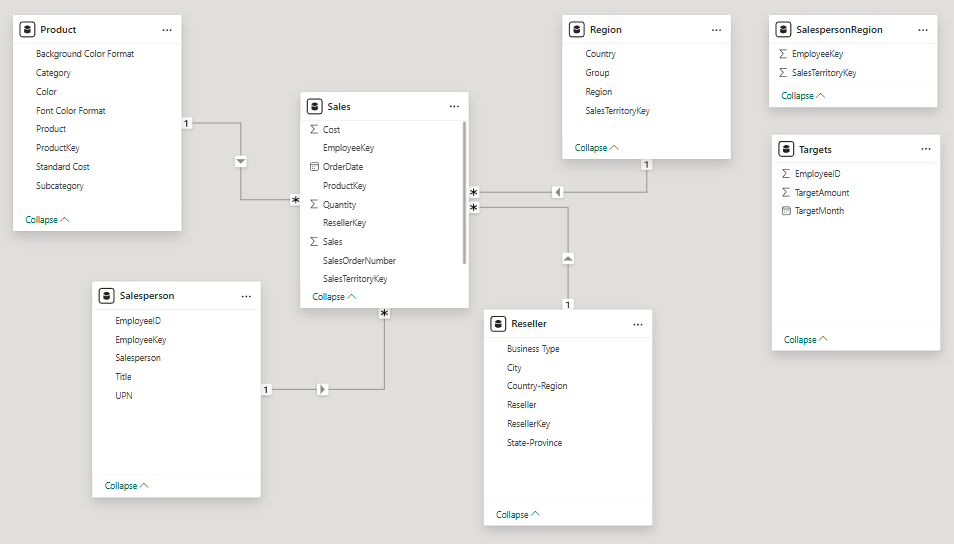 Product
Background Color Format
Category
Color
Font Color Format
Product
ProductKey
Standard Cost
Subcategory
Collapse
1
*
Sales
Cost
EmployeeKey
OrderDate
ProductKey
Quantity
ResellerKey
Sales
SalesOrderNumber
SalesTerritoryKey
Collapse
*
*
*
Region
Country
Group
Region
SalesTerritoryKey
Collapse
1
SalespersonRegion
EmployeeKey
SalesTerritoryKey
Collapse
Targets
EmployeeID
TargetAmount
TargetMonth
Collapse
Salesperson
EmployeeID
EmployeeKey
Salesperson
Title
UPN
Collapse
1
1
Reseller
Business Type
City
Country-Region
Reseller
ResellerKey
State-Province
Collapse